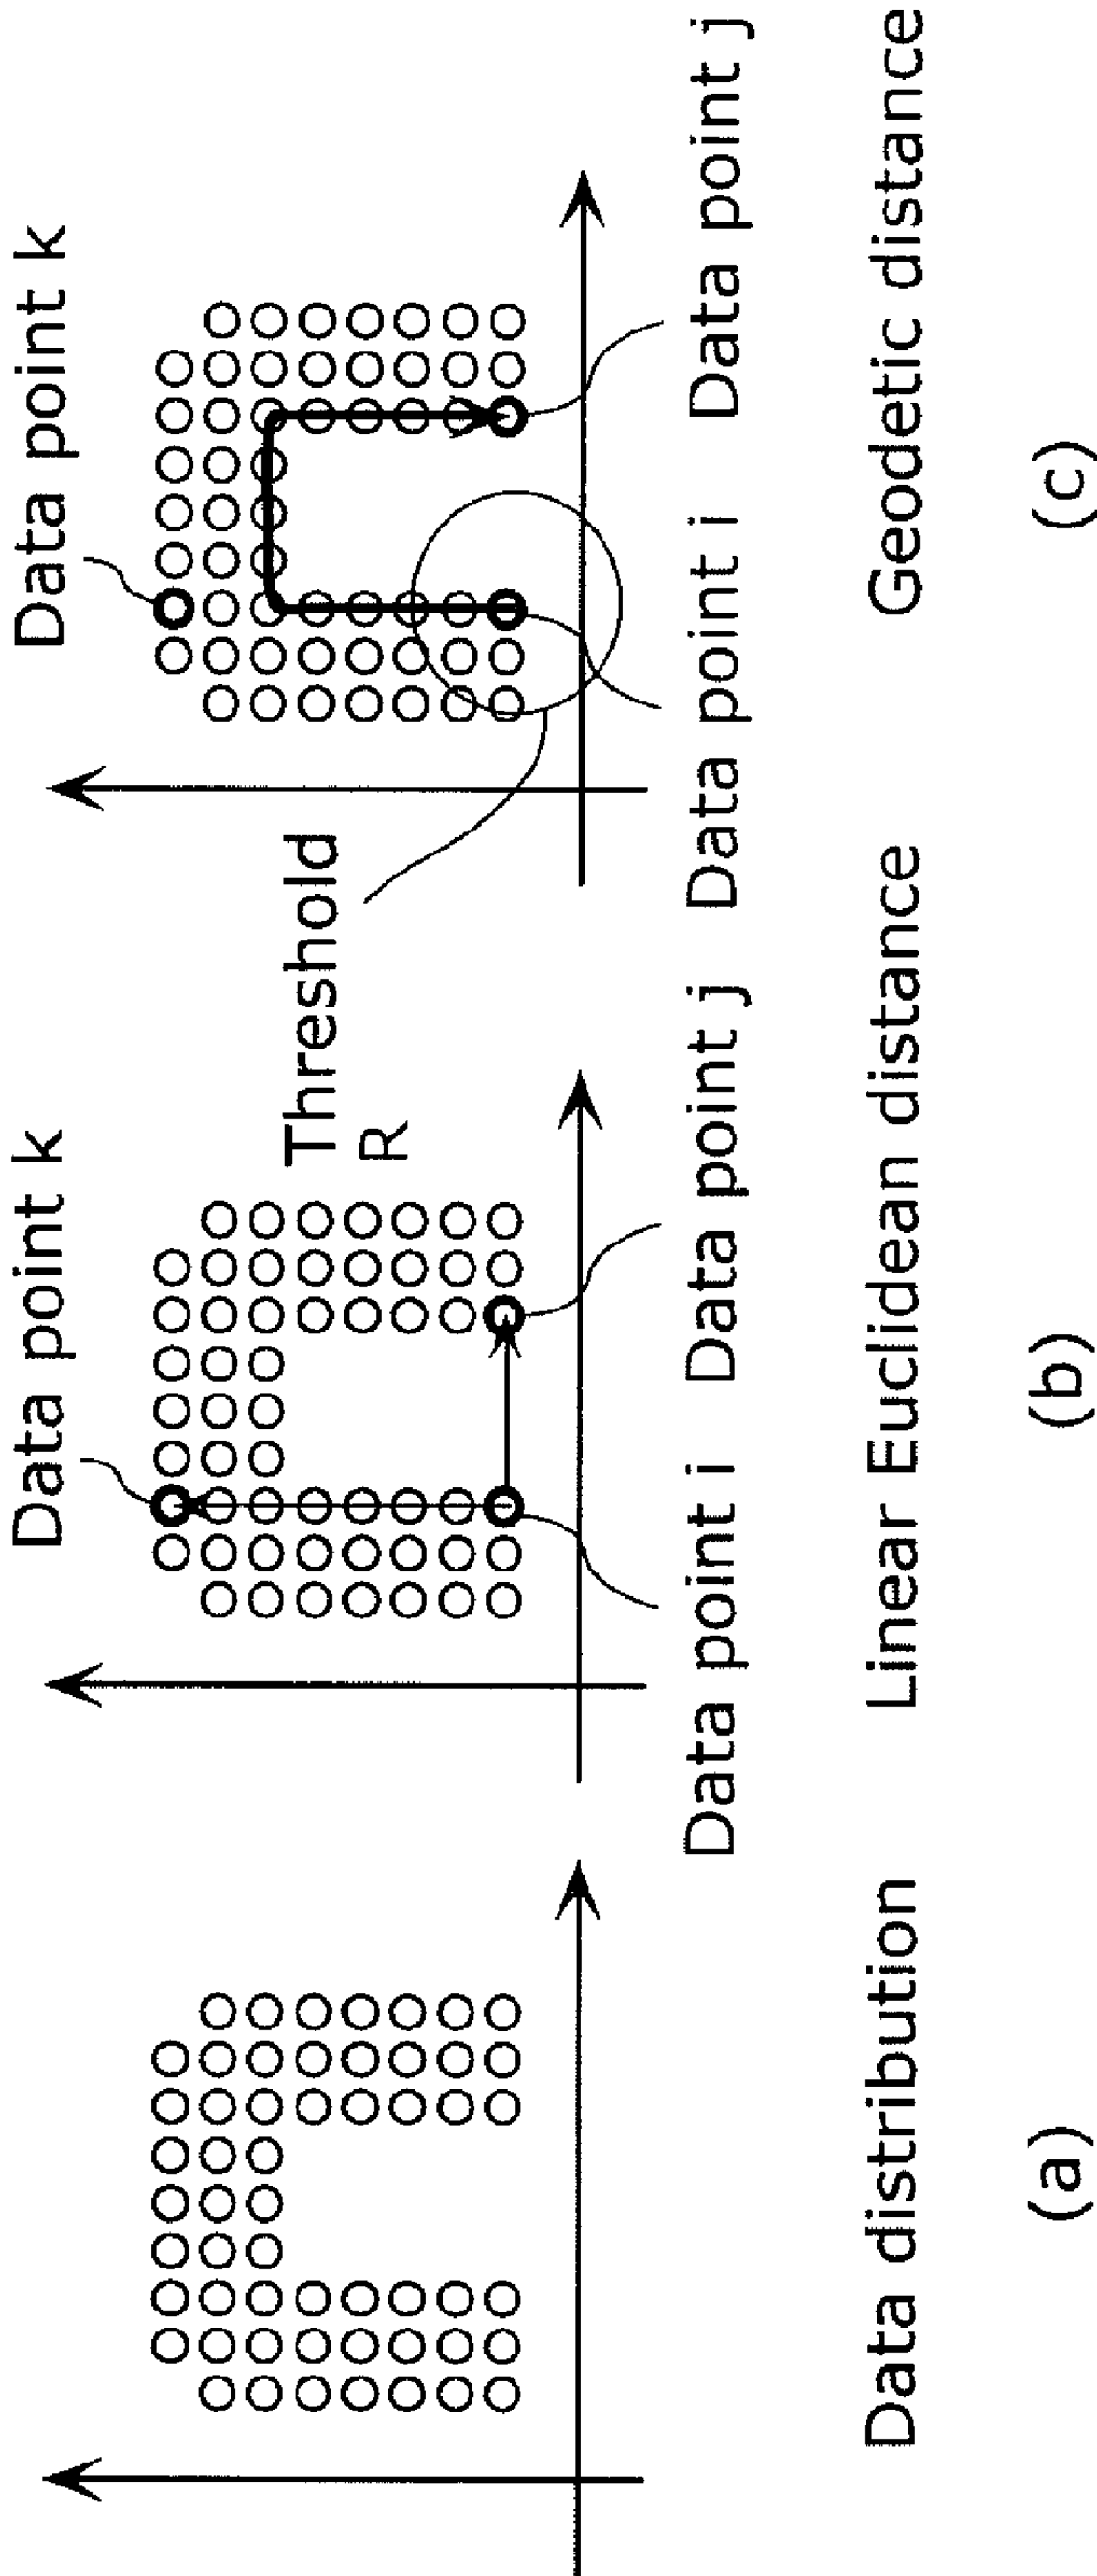 Data point k
Data point k
Threshold
R
Data point i
Data point j
Data point i
Data point j
Data distribution
Linear Euclidean distance
Geodetic distance
(a)
(b)
(c)